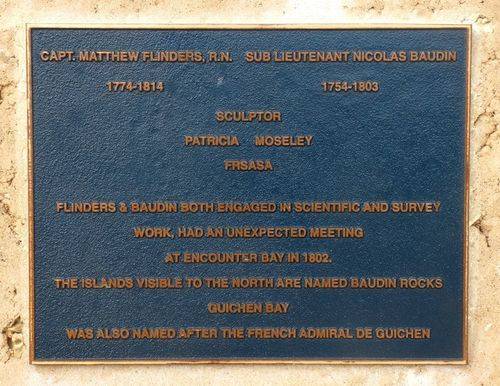 CAPT. MATTHEW FLINDERS, R.N. SUB LIEUTENANT NICOLAS BAUDIN
1774-1814 1754-1803
SCULPTOR
PATRICIA MOSELEY
FRSASA
FLINDERS & BAUDIN BOTH ENGAGED IN SCIENTIFIC AND SURVEY
WORK, HAD AN UNEXPECTED MEETING
AT ENCOUNTER BAY IN 1802.
THE ISLANDS VISIBLE TO THE NORTH ARE NAMED BAUDIN ROCKS
GUICHEN BAY
WAS ALSO NAMED AFTER THE FRENCH ADMIRAL DE GUICHEN